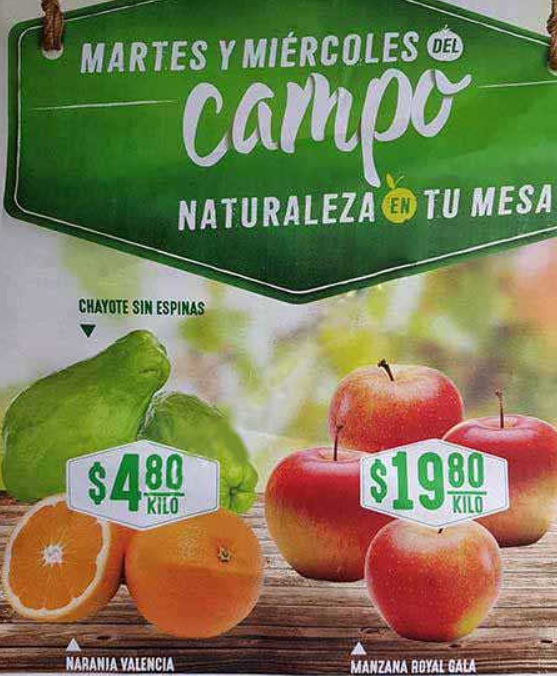 MARTES Y MIÉRCOLES DEL
campo
NATURALEZA EN TU MESA
CHAYOTE SIN ESPINAS
$4 80
KILO
$19 80
KILO
NARANJA VALENCIA
MANZANA ROYAL GALA